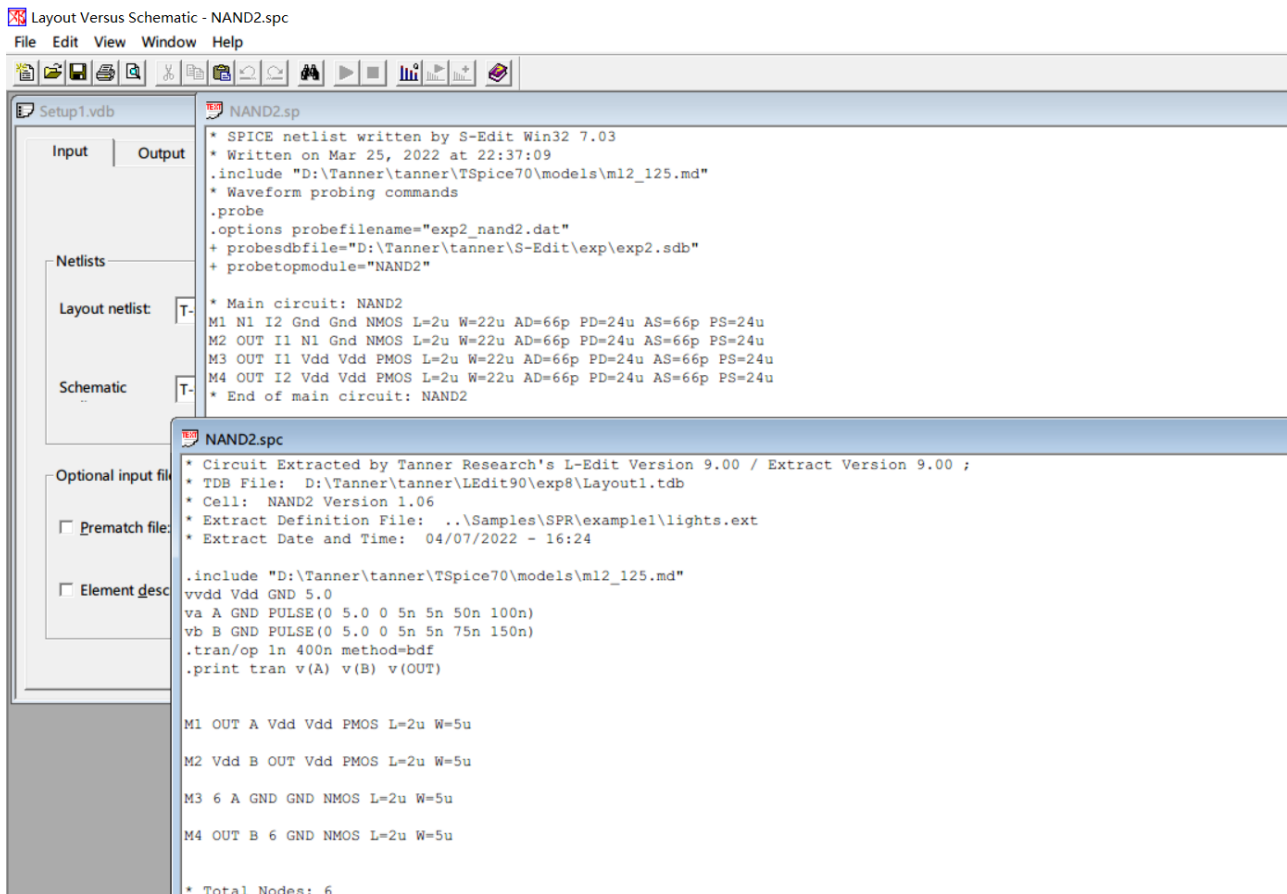 Layout Versus Schematic - NAND2.spc
File Edit View Window Help
Setup1.vdb
Input Output
Netlists
Layout netlist: T-
Schematic T-
Optional input file
Prematch file:
Element desc
NAND2.sp
* SPICE netlist written by S-Edit Win32 7.03
* Written on Mar 25, 2022 at 22:37:09
.include "D:\Tanner\tanner\TSpice70\models\ml2_125.md"
* Waveform probing commands
.probe
.options probefilename="exp2_nand2.dat"
+ probesdbfile="D:\Tanner\tanner\S-Edit\exp\exp2.sdb"
+ probetopmodule="NAND2"
* Main circuit: NAND2
M1 N1 I2 Gnd Gnd NMOS L=2u W=22u AD=66p PD=24u AS=66p PS=24u
M2 OUT I1 N1 Gnd NMOS L=2u W=22u AD=66p PD=24u AS=66p PS=24u
M3 OUT I1 Vdd Vdd PMOS L=2u W=22u AD=66p PD=24u AS=66p PS=24u
M4 OUT I2 Vdd Vdd PMOS L=2u W=22u AD=66p PD=24u AS=66p PS=24u
* End of main circuit: NAND2
NAND2.spc
* Circuit Extracted by Tanner Research's L-Edit Version 9.00 / Extract Version 9.00 ;
* TDB File: D:\Tanner\tanner\LEdit90\exp8\Layout1.tdb
* Cell: NAND2 Version 1.06
* Extract Definition File: ..\Samples\SPR\example1\lights.ext
* Extract Date and Time: 04/07/2022 - 16:24
.include "D:\Tanner\tanner\TSpice70\models\ml2_125.md"
vvdd Vdd GND 5.0
va A GND PULSE(0 5.0 0 5n 5n 50n 100n)
vb B GND PULSE(0 5.0 0 5n 5n 75n 150n)
.tran/op 1n 400n method=bdf
.print tran v(A) v(B) v(OUT)
M1 OUT A Vdd Vdd PMOS L=2u W=5u
M2 Vdd B OUT Vdd PMOS L=2u W=5u
M3 6 A GND GND NMOS L=2u W=5u
M4 OUT B 6 GND NMOS L=2u W=5u
* Total Nodes: 6